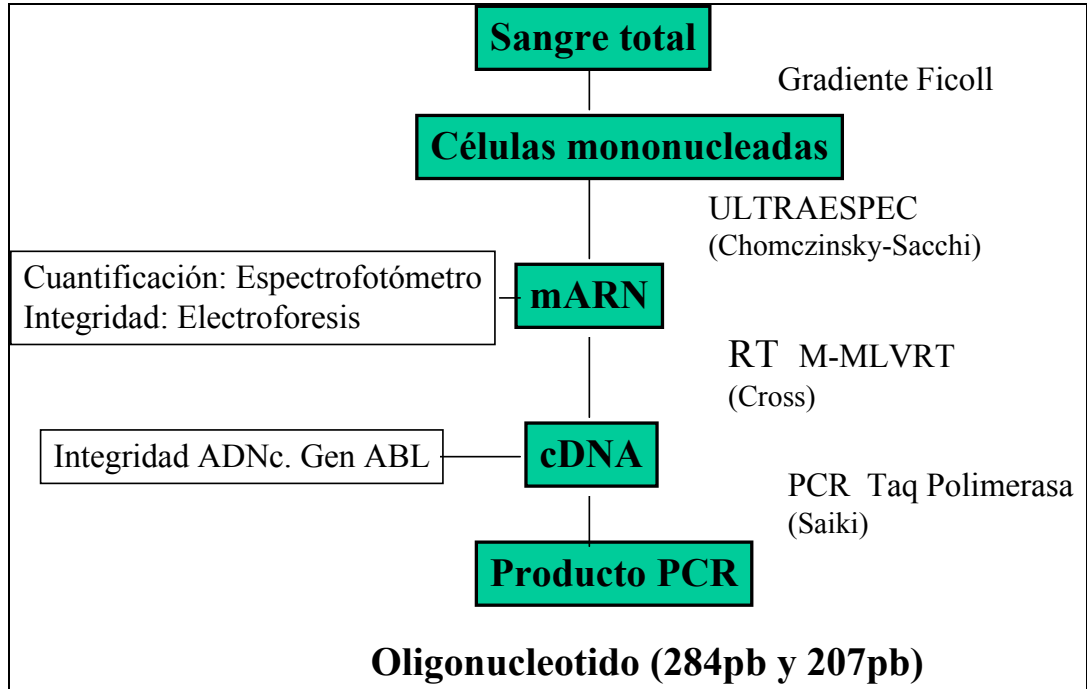 Sangre total
Gradiente Ficoll
Células mononucleadas
ULTRAESPEC
(Chomczinsky-Sacchi)
Cuantificación: Espectrofotómetro
Integridad: Electroforesis
mARN
RT M-MLVRT
(Cross)
Integridad ADNc. Gen ABL
cDNA
PCR Taq Polimerasa
(Saiki)
Producto PCR
Oligonucleotido (284pb y 207pb)